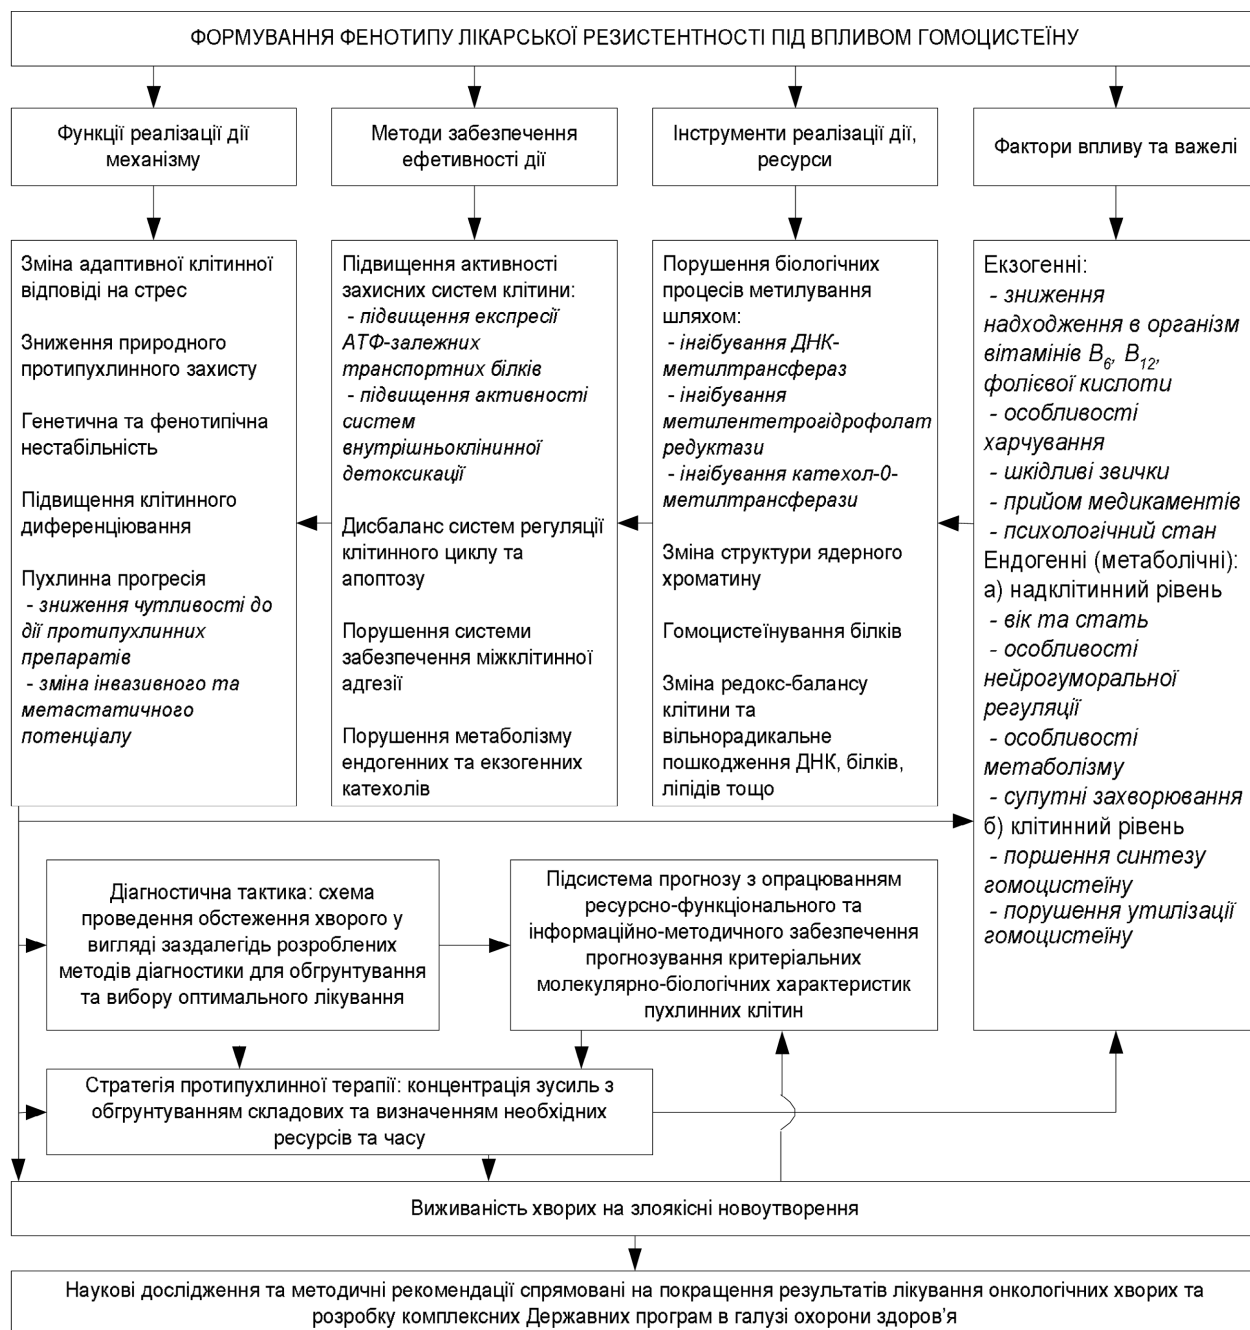 ФОРМУВАННЯ ФЕНОТИПУ ЛІКАРСЬКОЇ РЕЗИСТЕНТНОСТІ ПІД ВПЛИВОМ ГОМОЦИСТЕЇНУ
Функції реалізації дії
механізму
Методи забезпечення
ефетивності дії
Інструменти реалізації дії,
ресурси
Фактори впливу та важелі
Зміна адаптивної клітинної
відповіді на стрес
Зниження природного
протипухлинного захисту
Генетична та фенотипічна
нестабільність
Підвищення клітинного
диференціювання
Пухлинна прогресія
- зниження чутливості до
дії протипухлинних
препаратів
- зміна інвазивного та
метастатичного
потенціалу
Підвищення активності
захисних систем клітини:
- підвищення експресії
АТФ-залежних
транспортних білків
- підвищення активності
систем
внутрішньоклінинної
детоксикації
Дисбаланс систем регуляції
клітинного циклу та
апоптозу
Порушення системи
забезпечення міжклітинної
адгезії
Порушення метаболізму
ендогенних та екзогенних
катехолів
Порушення біологічних
процесів метилування
шляхом:
- інгібування ДНК-
метилтрансфераз
- інгібування
метилентетрогідрофолат
редуктази
- інгібування катехол-0-
метилтрансферази
Зміна структури ядерного
хроматину
Гомоцистеїнування білків
Зміна редокс-балансу
клітини та
вільнорадикальне
пошкодження ДНК, білків,
ліпідів тощо
Екзогенні:
- зниження
надходження в організм
вітамінів B₆, B₁₂,
фолієвої кислоти
- особливості
харчування
- шкідливі звички
- прийом медикаментів
- психологічний стан
Ендогенні (метаболічні):
а) надклітинний рівень
- вік та стать
- особливості
нейрогуморальної
регуляції
- особливості
метаболізму
- супутні захворювання
б) клітинний рівень
- поршення синтезу
гомоцистеїну
- порушення утилізації
гомоцистеїну
Діагностична тактика: схема
проведення обстеження хворого у
вигляді заздалегідь розроблених
методів діагностики для обгрунтування
та вибору оптимального лікування
Підсистема прогнозу з опрацюванням
ресурсно-функціонального та
інформаційно-методичного забезпечення
прогнозування критеріальних
молекулярно-біологічних характеристик
пухлинних клітин
Стратегія протипухлинної терапії: концентрація зусиль з
обгрунтуванням складових та визначенням необхідних
ресурсів та часу
Виживаність хворих на злоякісні новоутворення
Наукові дослідження та методичні рекомендації спрямовані на покращення результатів лікування онкологічних хворих та
розробку комплексних Державних програм в галузі охорони здоров’я